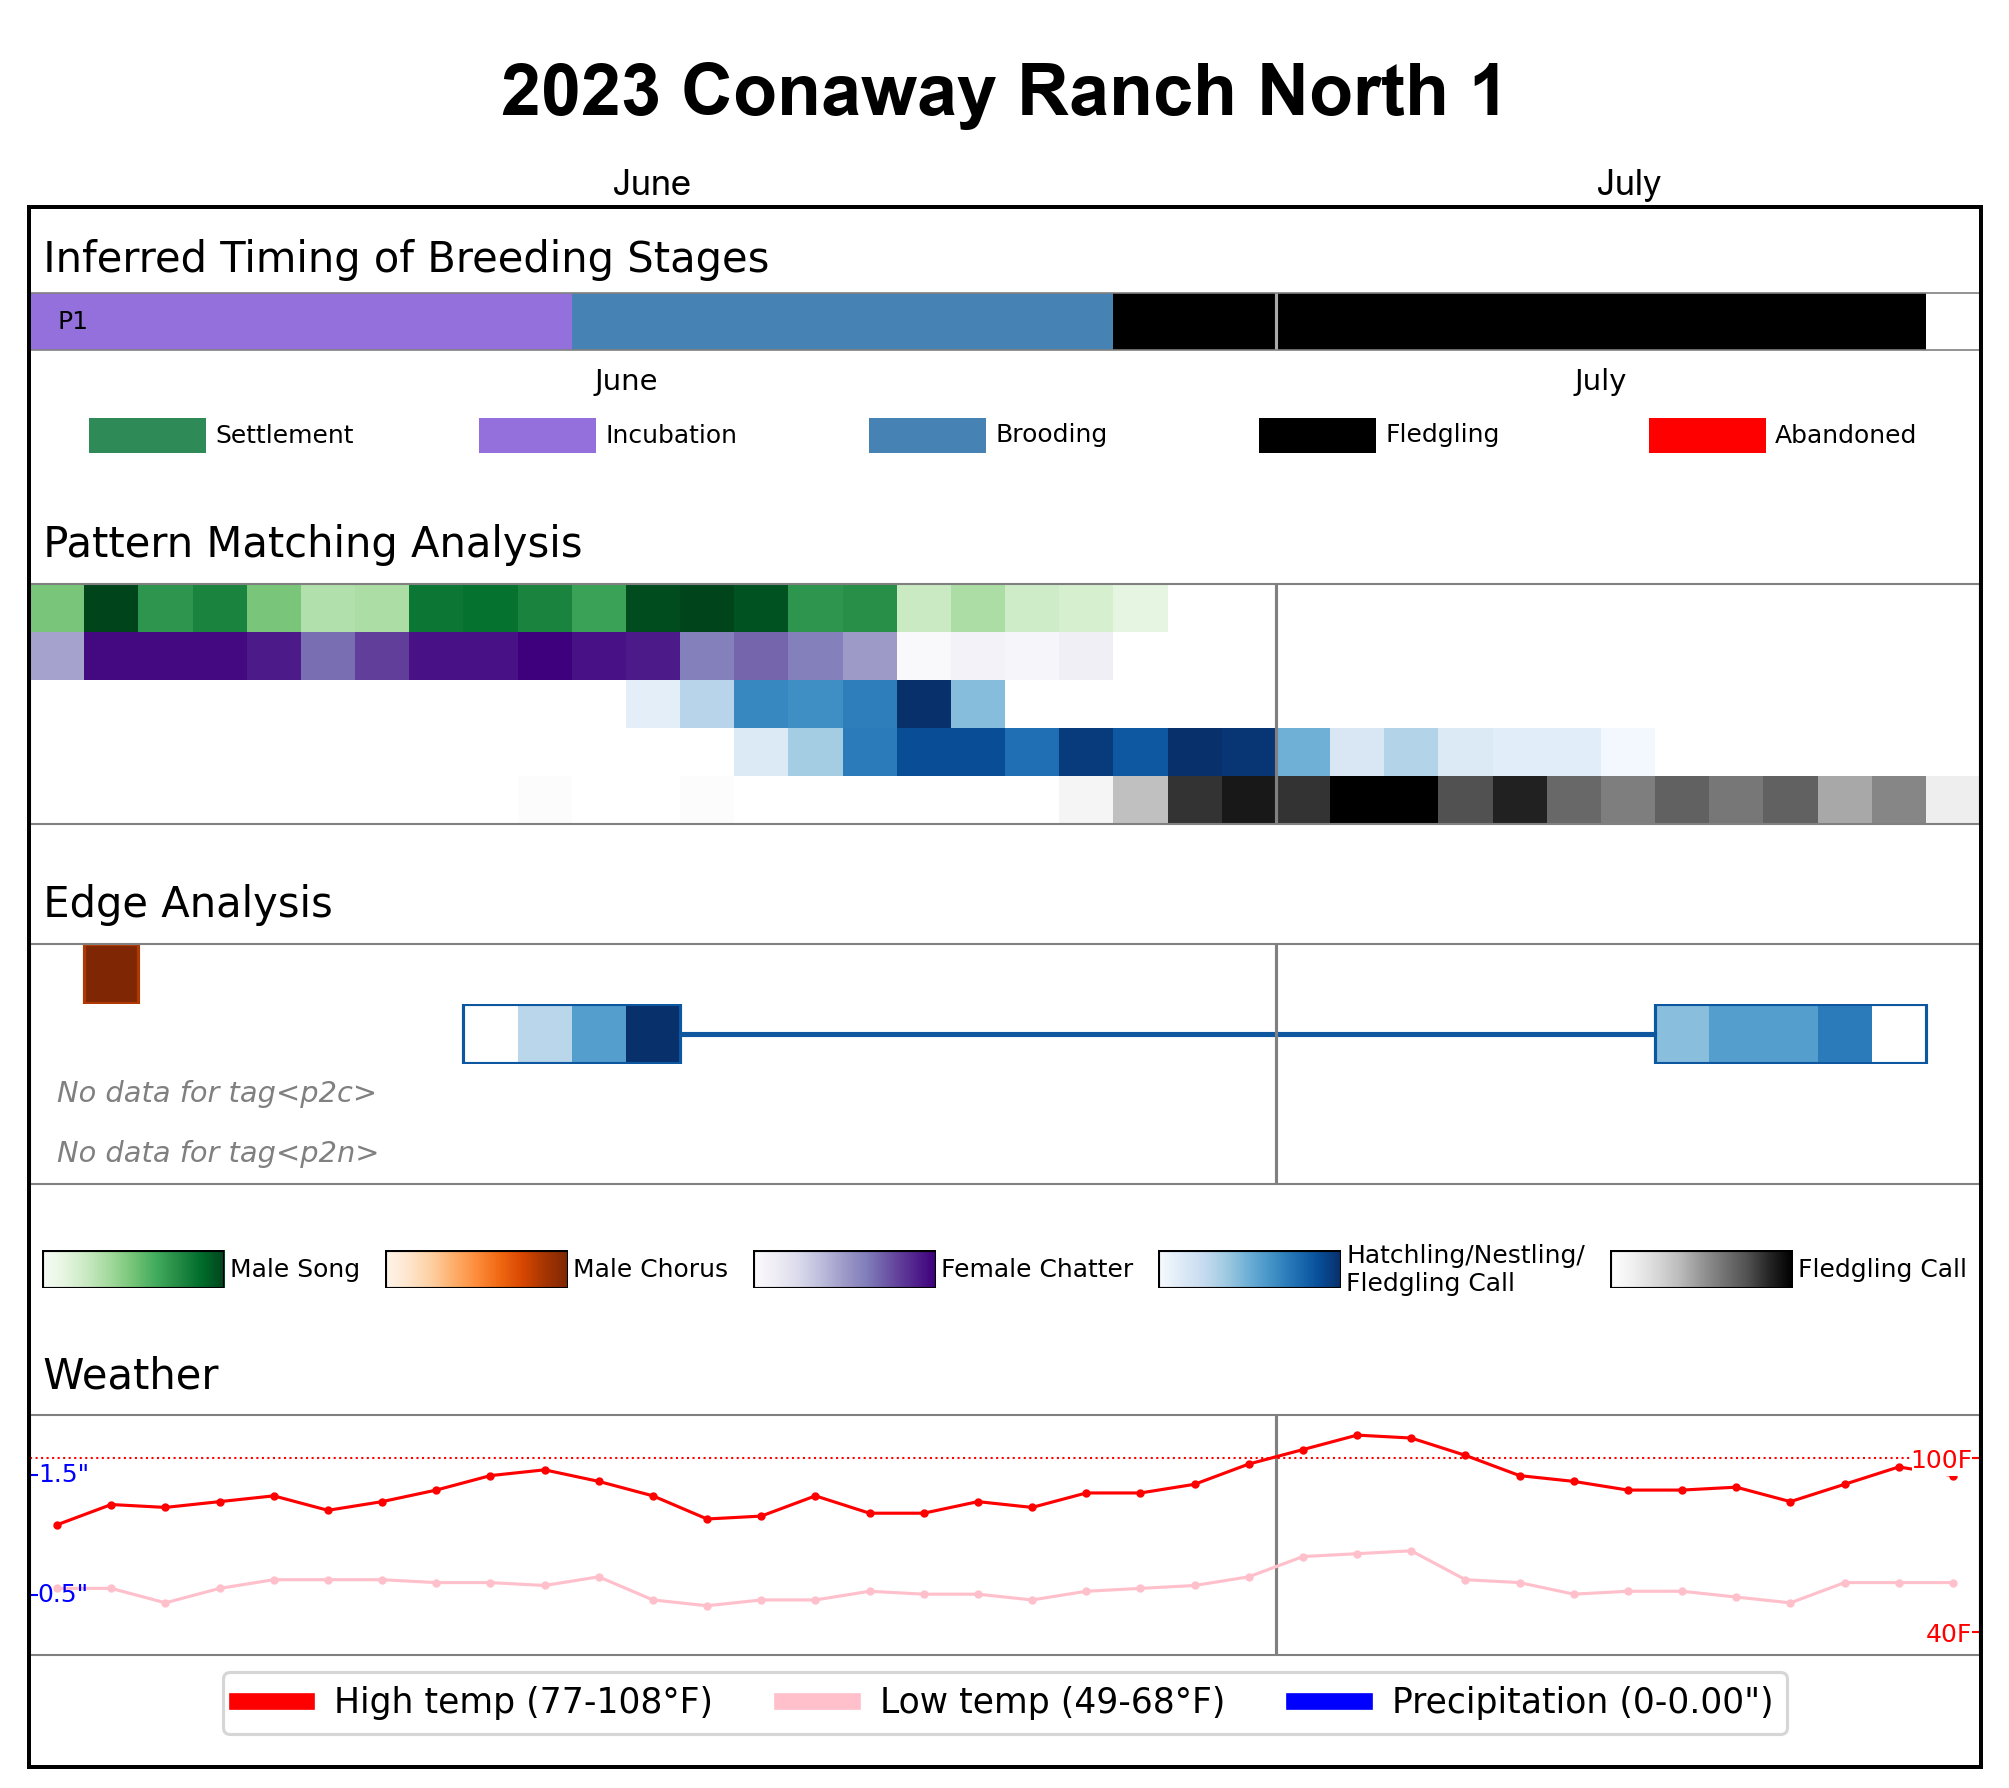 2023 Conaway Ranch North 1
June July
Inferred Timing of Breeding Stages
P1
June July
Settlement Incubation Brooding Fledgling Abandoned
Pattern Matching Analysis
Edge Analysis
No data for tag<p2c>
No data for tag<p2n>
Male Song Male Chorus Female Chatter Hatchling/Nestling/
Fledgling Call Fledgling Call
Weather
1.5" 100F
0.5"
40F
High temp (77-108°F) Low temp (49-68°F) Precipitation (0-0.00")